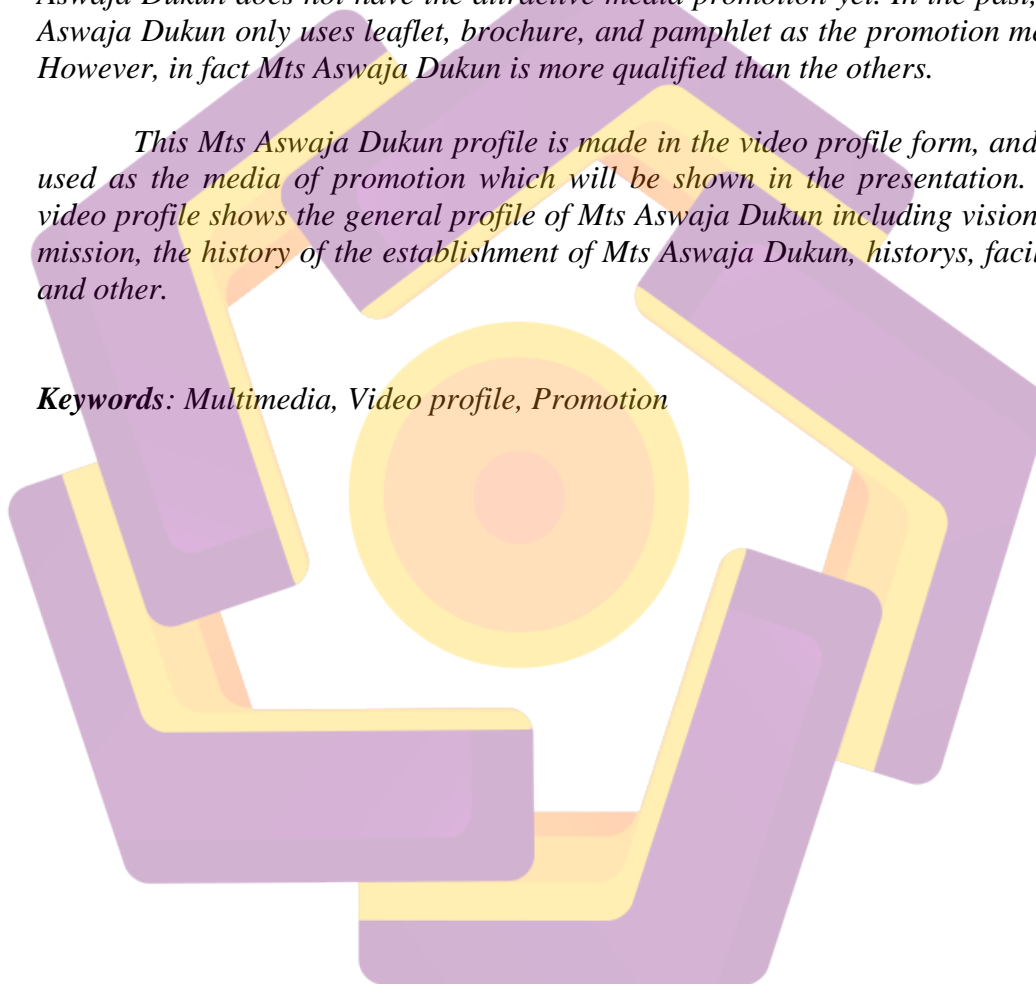 Aswaja Dukun does not have the attractive media promotion yet. In the past,
Aswaja Dukun only uses leaflet, brochure, and pamphlet as the promotion
However, in fact Mts Aswaja Dukun is more qualified than the others.
This Mts Aswaja Dukun profile is made in the video profile form, and
used as the media of promotion which will be shown in the presentation.
video profile shows the general profile of Mts Aswaja Dukun including vision
mission, the history of the establishment of Mts Aswaja Dukun, historys,
and other.
Keywords: Multimedia, Video profile, Promotion